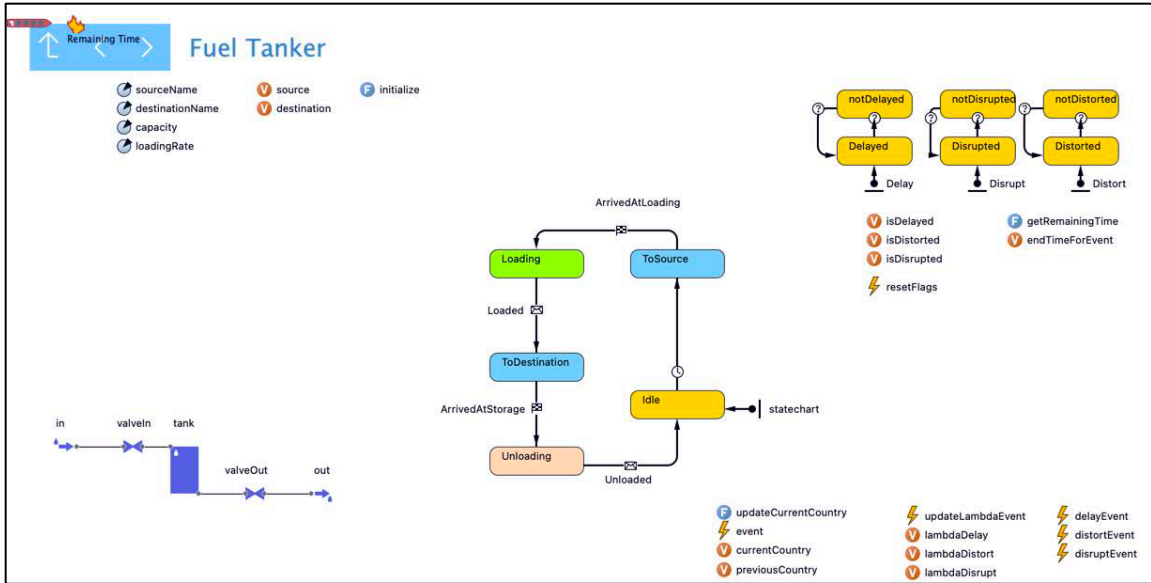 Remaining Time
Fuel Tanker
sourceName
source
initialize
destinationName
destination
capacity
loadingRate
notDelayed
notDisrupted
notDistorted
?
?
?
?
?
?
Delayed
Disrupted
Distorted
Delay
Disrupt
Distort
ArrivedAtLoading
V isDelayed
F getRemainingTime
V isDistorted
V endTimeForEvent
V isDisrupted
resetFlags
Loading
ToSource
Loaded
ToDestination
ArrivedAtStorage
Idle
statechart
in
valveIn
tank
Unloading
Unloaded
valveOut
out
F updateCurrentCountry
updateLambdaEvent
delayEvent
event
V lambdaDelay
distortEvent
V currentCountry
V lambdaDistort
disruptEvent
V previousCountry
V lambdaDisrupt